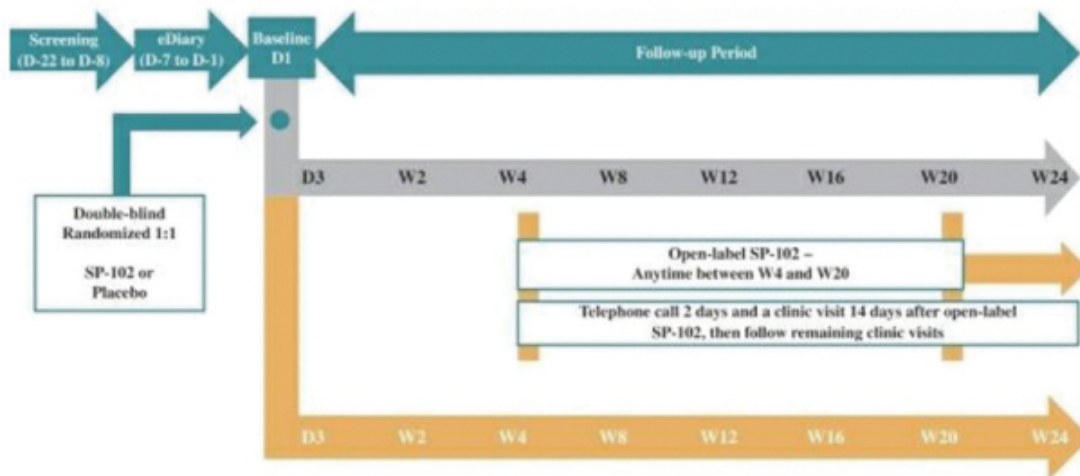 Screening
(D-22 to D-8)
eDiary
(D-7 to D-1)
Baseline
D1
Follow-up Period
D3 W2 W4 W8 W12 W16 W20 W24
Double-blind
Randomized 1:1
SP-102 or
Placebo
Open-label SP-102 –
Anytime between W4 and W20
Telephone call 2 days and a clinic visit 14 days after open-label
SP-102, then follow remaining clinic visits
D3 W2 W4 W8 W12 W16 W20 W24